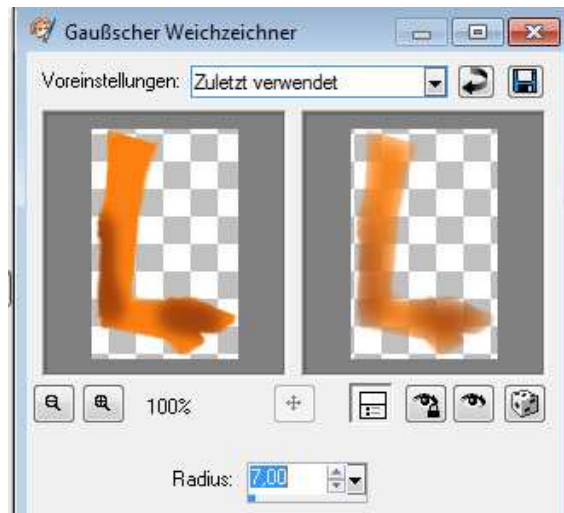 Gaußscher Weichzeichner
Voreinstellungen: Zuletzt verwendet
100%
Radius: 7,00